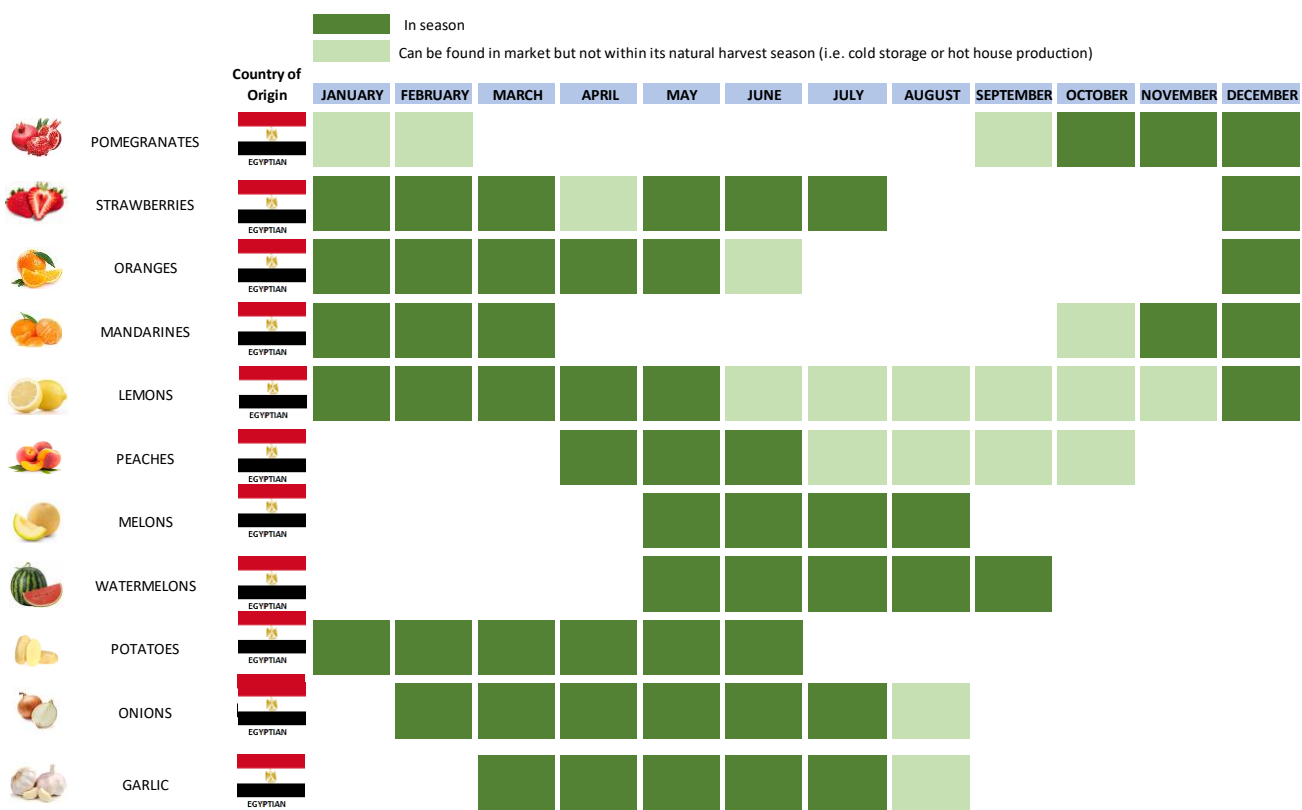 In season
Can be found in market but not within its natural harvest season (i.e. cold storage or hot house production)
Country of
Origin
JANUARY FEBRUARY MARCH APRIL MAY JUNE JULY AUGUST SEPTEMBER OCTOBER NOVEMBER DECEMBER
POMEGRANATES
EGYPTIAN
STRAWBERRIES
EGYPTIAN
ORANGES
EGYPTIAN
MANDARINES
EGYPTIAN
LEMONS
EGYPTIAN
PEACHES
EGYPTIAN
MELONS
EGYPTIAN
WATERMELONS
EGYPTIAN
POTATOES
EGYPTIAN
ONIONS
EGYPTIAN
GARLIC
EGYPTIAN